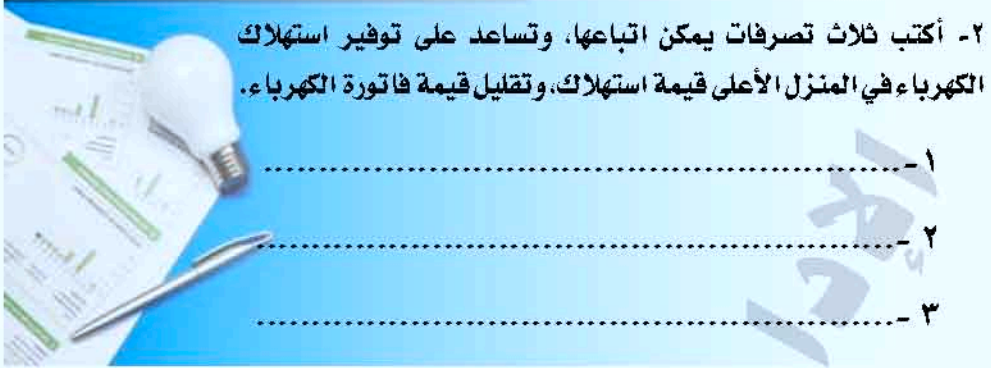 ٢- أكتب ثلاث تصرفات يمكن اتباعها، وتساعد على توفير استهلاك
الكهرباء في المنزل الأعلى قيمة استهلاك، وتقليل قيمة فاتورة الكهرباء.
١ -............................................................
٢ -............................................................
٣ -............................................................